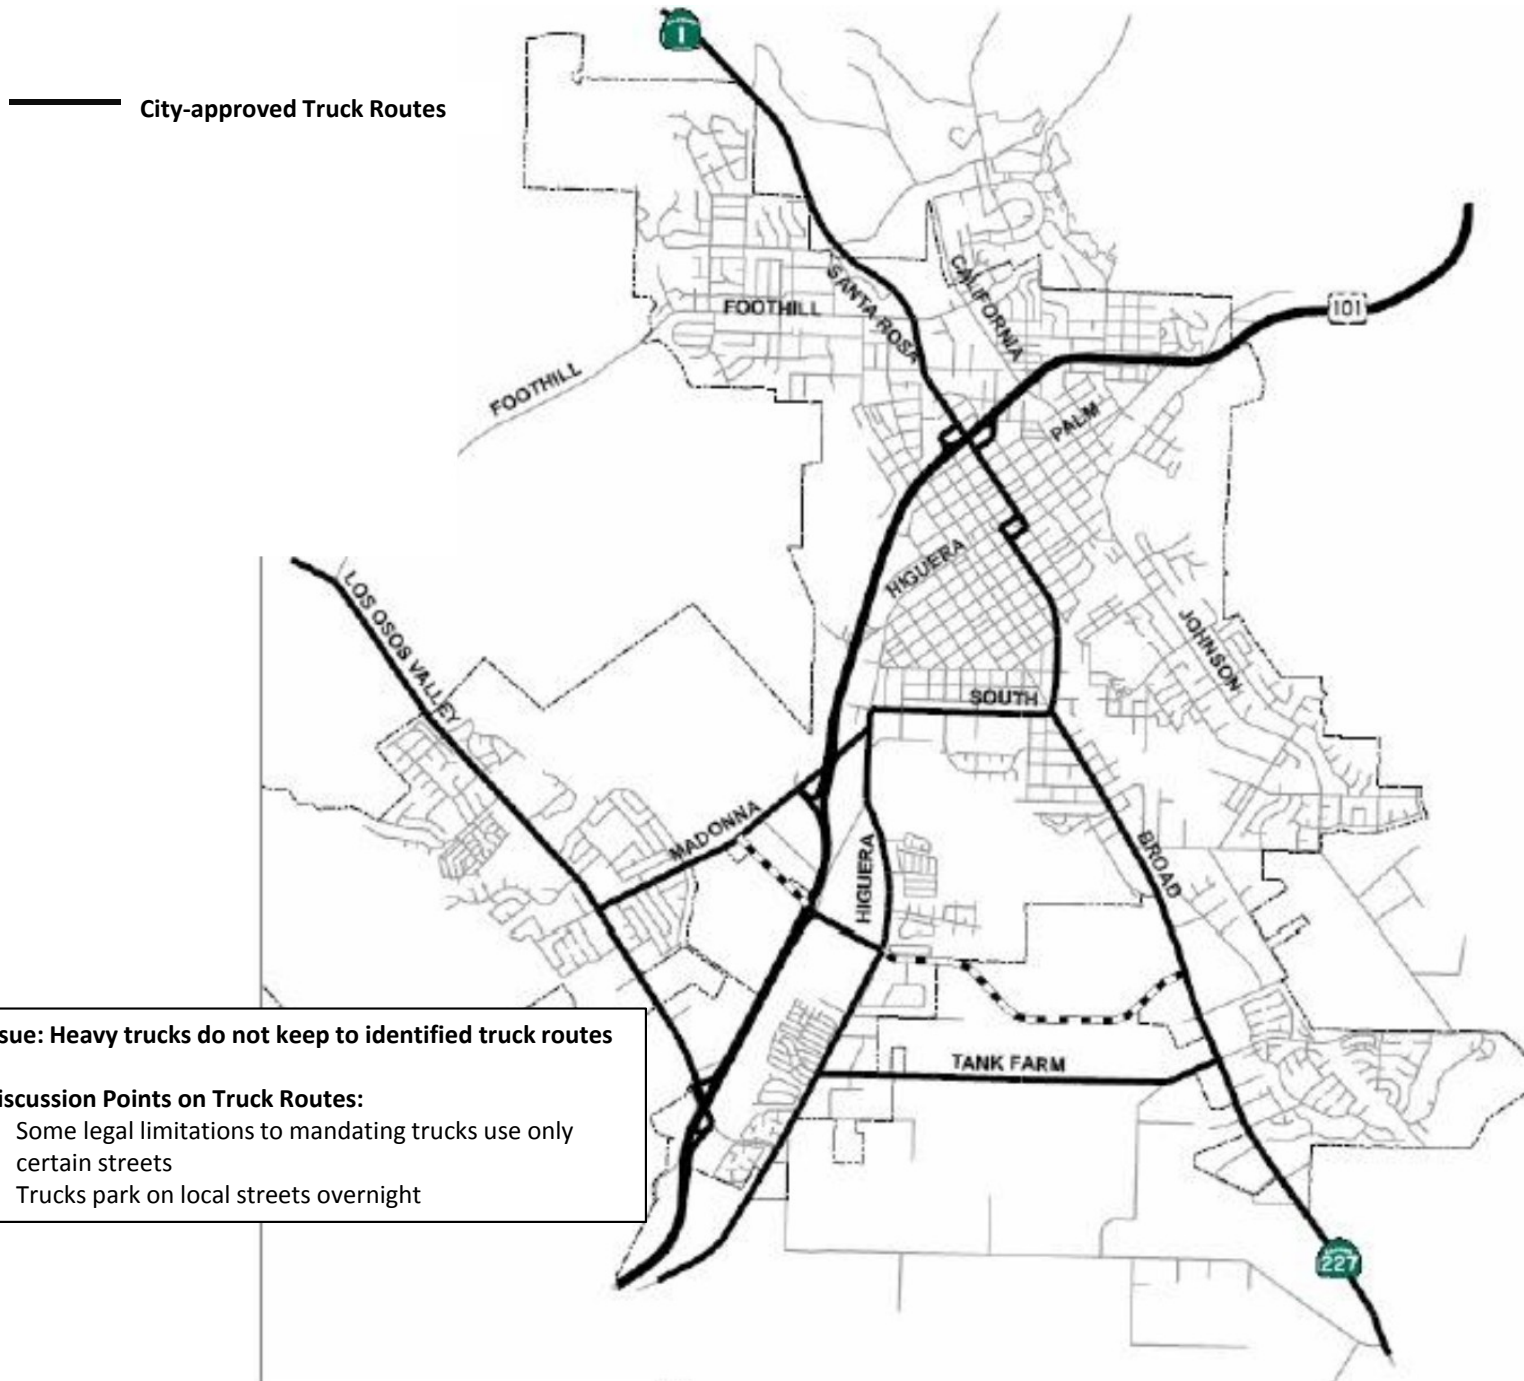 1
City-approved Truck Routes
CALIFORNIA
SANTA ROSA
FOOTHILL
101
FOOTHILL
PALM
HIGUERA
LOS OSOS VALLEY
JOHNSON
SOUTH
MADONNA
HIGUERA
BROAD
TANK FARM
sue: Heavy trucks do not keep to identified truck routes
iscussion Points on Truck Routes:
Some legal limitations to mandating trucks use only
certain streets
Trucks park on local streets overnight
227